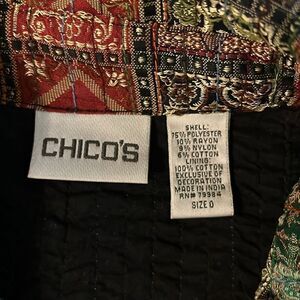 CHICO'S
SHELL:
75% POLYESTER
10% RAYON
9% NYLON
6% COTTON
LINING:
100% COTTON
EXCLUSIVE OF
DECORATION
MADE IN INDIA
RN# 79984
SIZE 0